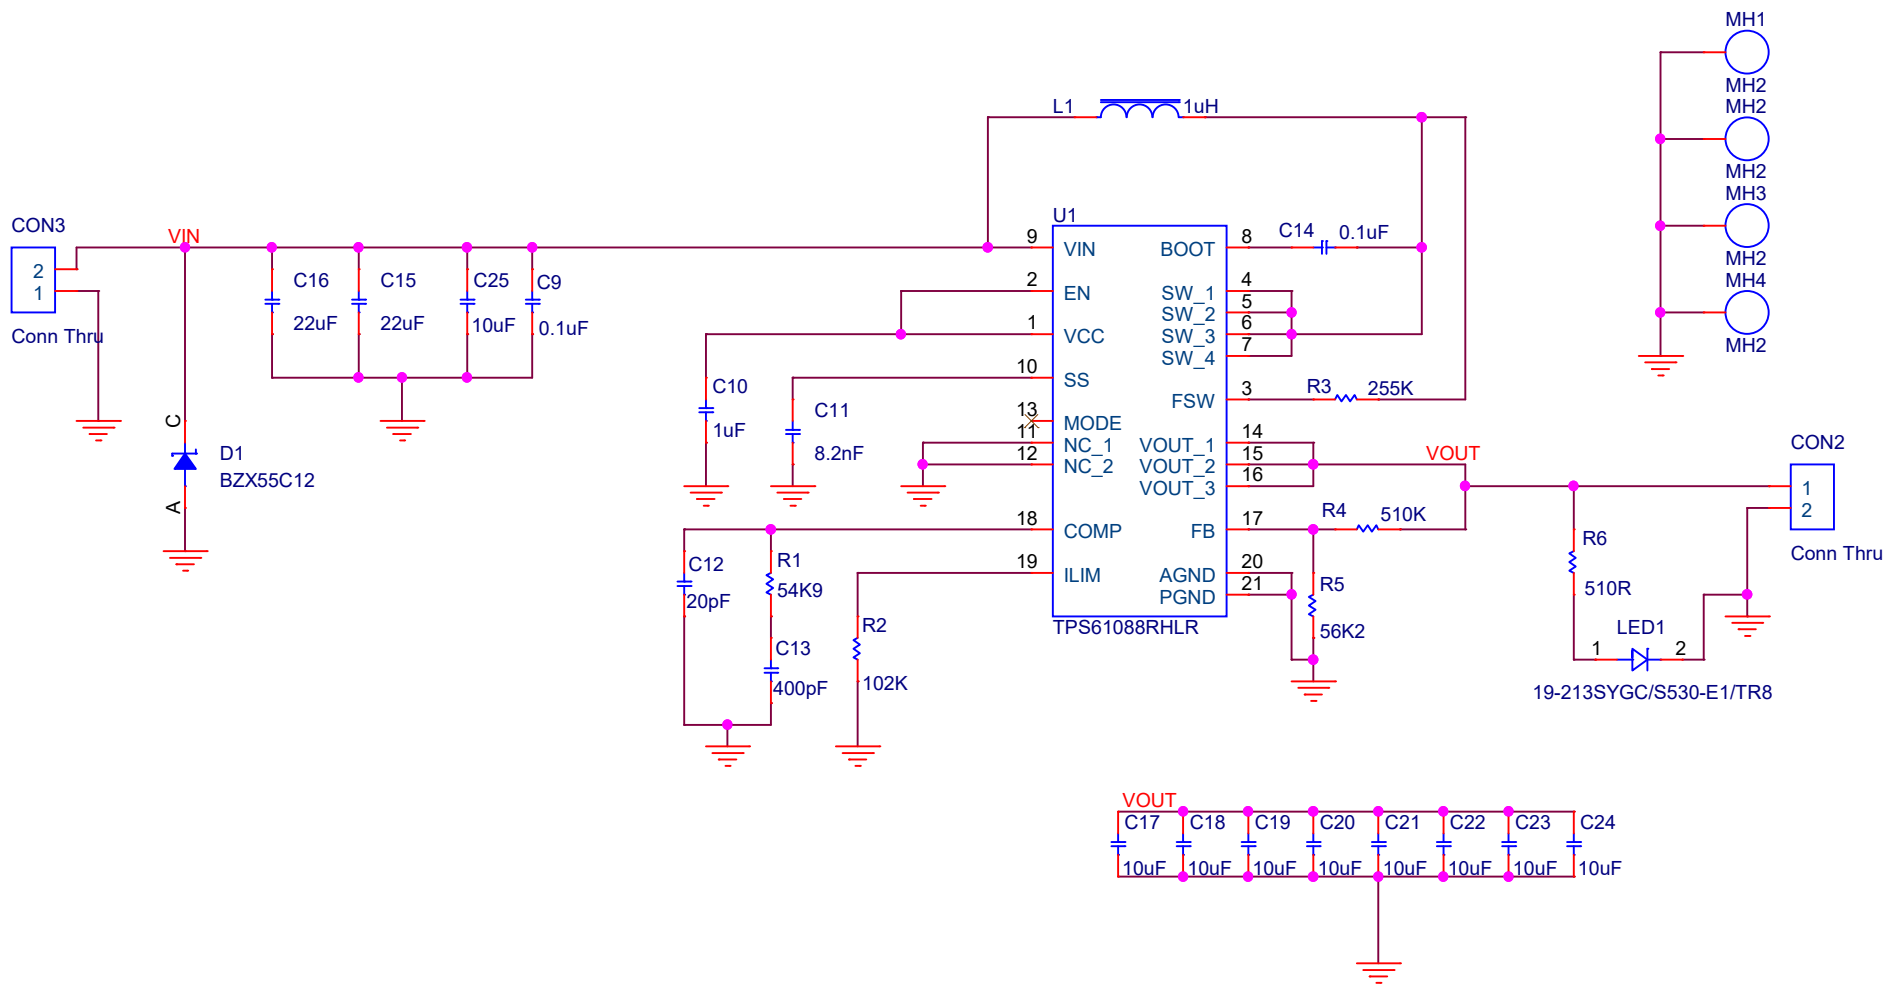 MH1
MH2
MH2
MH2
MH3
MH2
MH4
MH2
L1 1uH
CON3
2
1
Conn Thru
VIN
C16
22uF
C15
22uF
C25
10uF
C9
0.1uF
C
D1
BZX55C12
A
U1
9 VIN
2 EN
1 VCC
10 SS
13 MODE
11 NC_1
12 NC_2
18 COMP
19 ILIM
BOOT 8
SW_1 4
SW_2 5
SW_3 6
SW_4 7
FSW 3
VOUT_1 14
VOUT_2 15
VOUT_3 16
FB 17
AGND 20
PGND 21
TPS61088RHLR
C14 0.1uF
R3 255K
C10
1uF
C11
8.2nF
C12
20pF
R1
54K9
C13
400pF
R2
102K
VOUT
R4 510K
R5
56K2
CON2
1
2
Conn Thru
R6
510R
LED1
1 2
19-213SYGC/S530-E1/TR8
VOUT
C17 C18 C19 C20 C21 C22 C23 C24
10uF 10uF 10uF 10uF 10uF 10uF 10uF 10uF